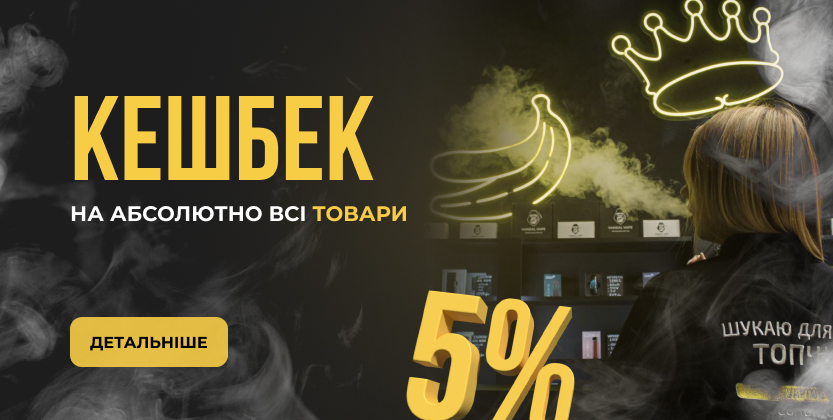 КЕШБЕК
НА АБСОЛЮТНО ВСІ ТОВАРИ
ДЕТАЛЬНІШЕ
5%
ШУКАЮ ДЛЯ